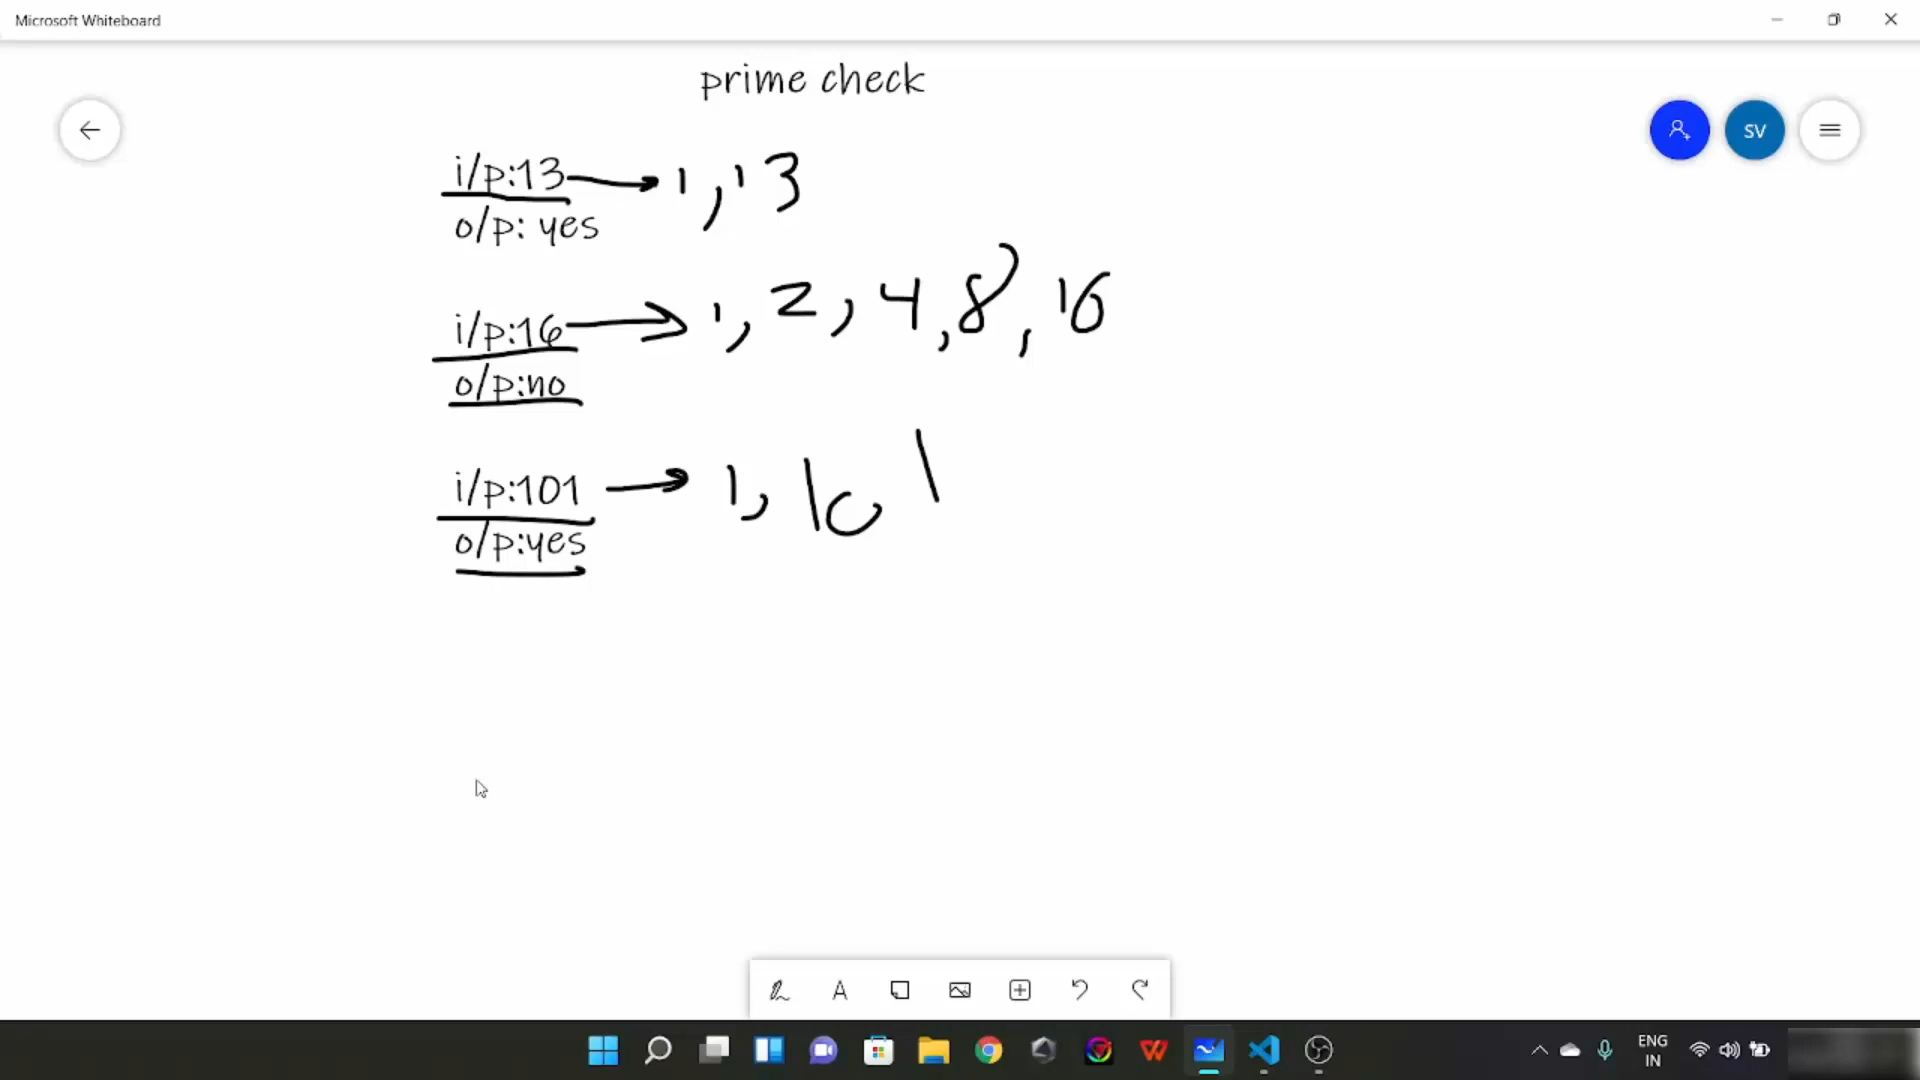 Microsoft Whiteboard
prime check
i/p:13 → 1, 13
o/p: yes
SV
i/p:16 → 1, 2, 4, 8, 16
o/p:no
i/p:101 → 1, 101
o/p:yes
ENG
IN